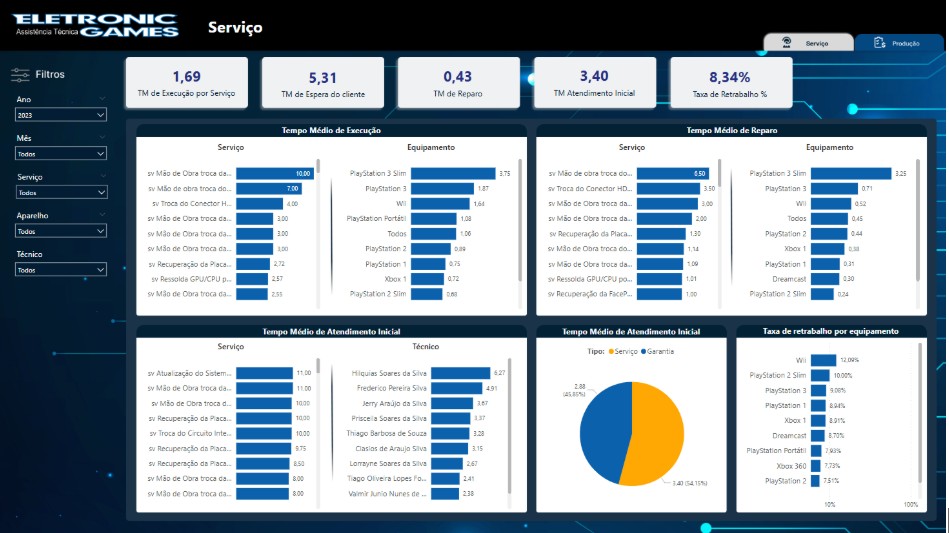 ELETRONIC
Assistência Técnica GAMES
Serviço
Serviço
Produção
Filtros
Ano
2023
Mês
Todos
Serviço
Todos
Aparelho
Todos
Técnico
Todos
1,69
TM de Execução por Serviço
5,31
TM de Espera do cliente
0,43
TM de Reparo
3,40
TM Atendimento Inicial
8,34%
Taxa de Retrabalho %
Tempo Médio de Execução
Serviço
sv Mão de Obra troca da... 10,00
sv Mão de Obra troca do... 7,00
sv Troca do Conector H... 4,00
sv Mão de Obra troca da... 3,00
sv Mão de Obra troca da... 3,00
sv Mão de Obra troca da... 3,00
sv Recuperação da Placa... 2,72
sv Ressolda GPU/CPU p... 2,57
sv Mão de Obra troca da...
Equipamento
PlayStation 3 Slim 3,75
PlayStation 3 1,87
Wii 1,64
PlayStation Portátil 1,08
Todos 1,06
PlayStation 2 0,89
PlayStation 1 0,75
Xbox 1 0,72
PlayStation 2 Slim 0,68
Tempo Médio de Reparo
Serviço
sv Mão de Obra troca do... 6,50
sv Troca do Conector HD... 3,50
sv Mão de Obra troca da... 3,00
sv Mão de Obra troca da... 2,00
sv Recuperação da Placa... 1,30
sv Mão de Obra troca do... 1,14
sv Mão de Obra troca da... 1,09
sv Ressolda GPU/CPU po... 1,01
sv Recuperação da FaceP... 1,00
Equipamento
PlayStation 3 Slim 3,25
PlayStation 3 0,71
Wii 0,52
Todos 0,45
PlayStation 2 0,44
Xbox 1 0,38
PlayStation 1 0,31
Dreamcast 0,30
PlayStation 2 Slim 0,24
Tempo Médio de Atendimento Inicial
Serviço
sv Atualização do Sistem... 11,00
sv Mão de Obra troca da... 11,00
sv Mão de Obra troca d... 10,00
sv Recuperação da Placa... 10,00
sv Troca do Circuito Inte... 10,00
sv Recuperação da Placa... 9,75
sv Recuperação da Placa... 8,50
sv Mão de Obra troca da... 8,00
sv Mão de Obra troca da... 8,00
Técnico
Hilquias Soares da Silva 6,27
Frederico Pereira Silva 4,91
Jerry Araújo da Silva 3,67
Priscella Soares da Silva 3,37
Thiago Barbosa de Souza 3,28
Clasios de Araujo Silva 3,15
Lorrayne Soares da Silva 2,67
Tiago Oliveira Lopes Fo... 2,41
Valmir Junio Nunes de ... 2,38
Tempo Médio de Atendimento Inicial
Tipo: Serviço Garantia
2,88
(45,85%)
3,40 (54,15%)
Taxa de retrabalho por equipamento
Wii 12,09%
PlayStation 2 Slim 10,00%
PlayStation 3 9,08%
PlayStation 1 8,94%
Xbox 1 8,91%
Dreamcast 8,70%
PlayStation Portátil 7,93%
Xbox 360 7,73%
PlayStation 2 7,51%
10% 100%